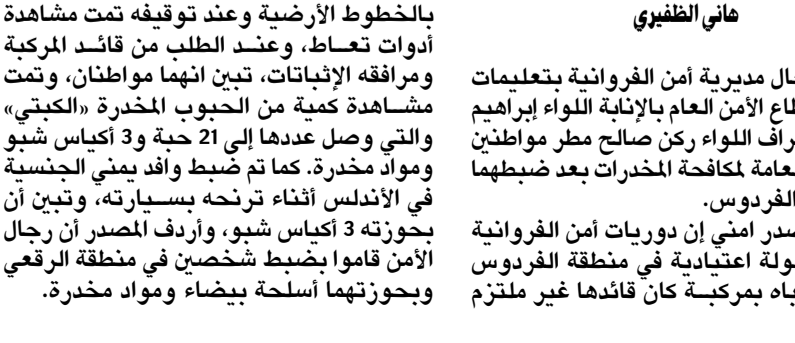 هاني الظفيري
مديرية أمن الفروانية بتعليمات
الأمن العام بالإنابة اللواء إبراهيم
اللواء ركن صالح مطر مواطنين
لمكافحة المخدرات بعد ضبطهما
الفردوس.
امني إن دوريات أمن الفروانية
اعتيادية في منطقة الفردوس
بمركبة كان قائدها غير ملتزم
بالخطوط الأرضية وعند توقيفه تمت مشاهدة
أدوات تعاط، وعند الطلب من قائد المركبة
ومرافقه الإثباتات، تبين انهما مواطنان، وتمت
مشاهدة كمية من الحبوب المخدرة «الكبتي»
والتي وصل عددها إلى 21 حبة و3 أكياس شبو
ومواد مخدرة. كما تم ضبط وافد يمني الجنسية
في الأندلس أثناء ترنحه بسيارته، وتبين أن
بحوزته 3 أكياس شبو، وأردف المصدر أن رجال
الأمن قاموا بضبط شخصين في منطقة الرقعي
وبحوزتهما أسلحة بيضاء ومواد مخدرة.